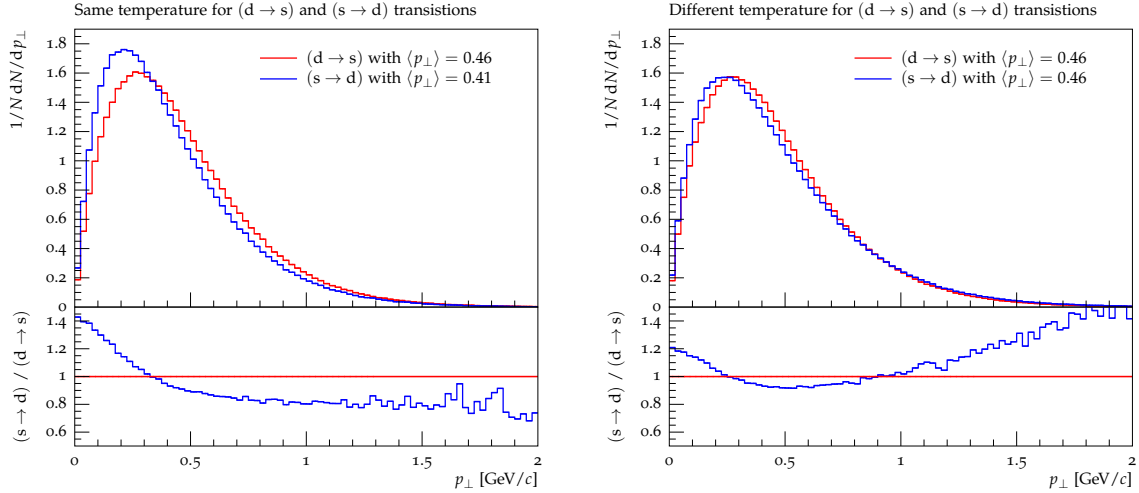 Same temperature for (d → s) and (s → d) transistions
1/N dN/dp⊥
1.8
1.6
1.4
1.2
1
0.8
0.6
0.4
0.2
0
(d → s) with ⟨p⊥⟩ = 0.46
(s → d) with ⟨p⊥⟩ = 0.41
(s → d) / (d → s)
1.4
1.2
1
0.8
0.6
0 0.5 1 1.5 2
p⊥ [GeV/c]
Different temperature for (d → s) and (s → d) transistions
1/N dN/dp⊥
1.8
1.6
1.4
1.2
1
0.8
0.6
0.4
0.2
0
(d → s) with ⟨p⊥⟩ = 0.46
(s → d) with ⟨p⊥⟩ = 0.46
(s → d) / (d → s)
1.4
1.2
1
0.8
0.6
0 0.5 1 1.5 2
p⊥ [GeV/c]